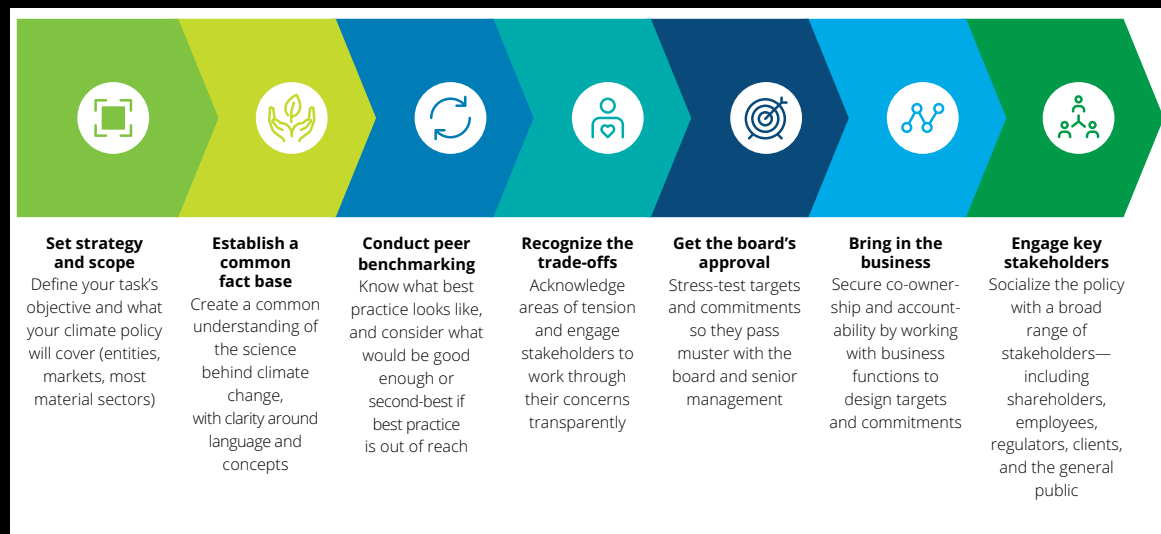 Set strategy
and scope
Define your task's
objective and what
your climate policy
will cover (entities,
markets, most
material sectors)
Establish a
common
fact base
Create a common
understanding of
the science
behind climate
change,
with clarity around
language and
concepts
Conduct peer
benchmarking
Know what best
practice looks like,
and consider what
would be good
enough or
second-best if
best practice
is out of reach
Recognize the
trade-offs
Acknowledge
areas of tension
and engage
stakeholders to
work through
their concerns
transparently
Get the board's
approval
Stress-test targets
and commitments
so they pass
muster with the
board and senior
management
Bring in the
business
Secure co-owner-
ship and account-
ability by working
with business
functions to
design targets
and commitments
Engage key
stakeholders
Socialize the policy
with a broad
range of
stakeholders—
including
shareholders,
employees,
regulators, clients,
and the general
public